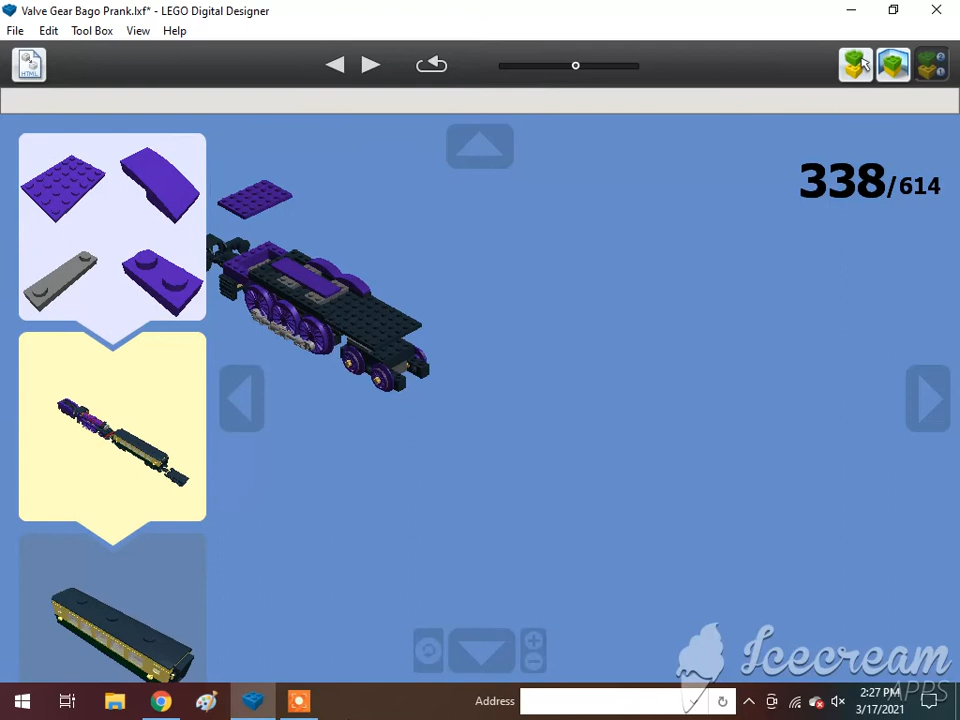 Valve Gear Bago Prank.lxf* - LEGO Digital Designer
File Edit Tool Box View Help
HTML
338/614
Icecream
APPS
Address
2:27 PM
3/17/2021